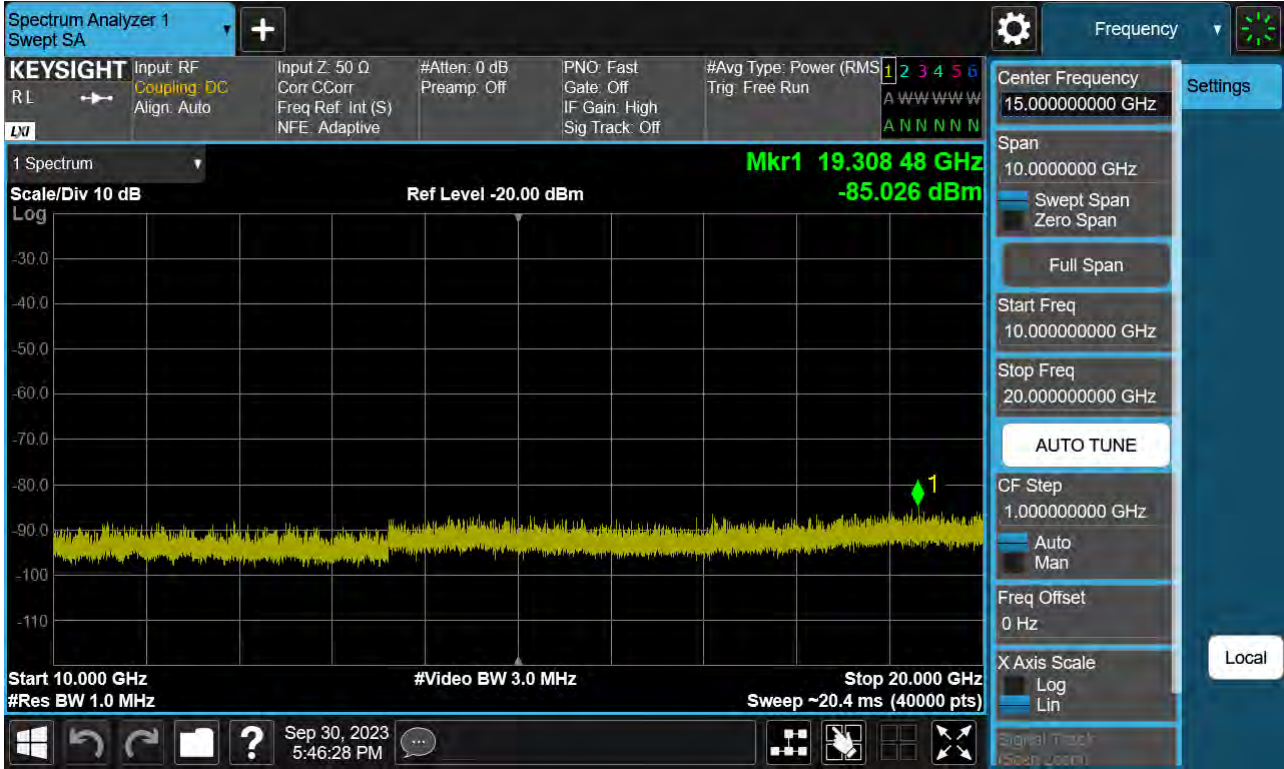 Spectrum Analyzer 1
Swept SA
Frequency
KEYSIGHT
R L
LXI
Input: RF
Coupling: DC
Align: Auto
Input Z: 50 Ω
Corr CCorr
Freq Ref: Int (S)
NFE: Adaptive
#Atten: 0 dB
Preamp: Off
PNO: Fast
Gate: Off
IF Gain: High
Sig Track: Off
#Avg Type: Power (RMS
Trig: Free Run
1 2 3 4 5 6
A W W W W W
A N N N N N
1 Spectrum
Mkr1 19.308 48 GHz
Scale/Div 10 dB
Ref Level -20.00 dBm
-85.026 dBm
Log
-30.0
-40.0
-50.0
-60.0
-70.0
-80.0
1
-90.0
-100
-110
Start 10.000 GHz
#Video BW 3.0 MHz
Stop 20.000 GHz
#Res BW 1.0 MHz
Sweep ~20.4 ms (40000 pts)
Center Frequency
15.000000000 GHz
Settings
Span
10.0000000 GHz
Swept Span
Zero Span
Full Span
Start Freq
10.000000000 GHz
Stop Freq
20.000000000 GHz
AUTO TUNE
CF Step
1.000000000 GHz
Auto
Man
Freq Offset
0 Hz
X Axis Scale
Log
Lin
Local
Signal Track
(Span Zoom)
?
Sep 30, 2023
5:46:28 PM